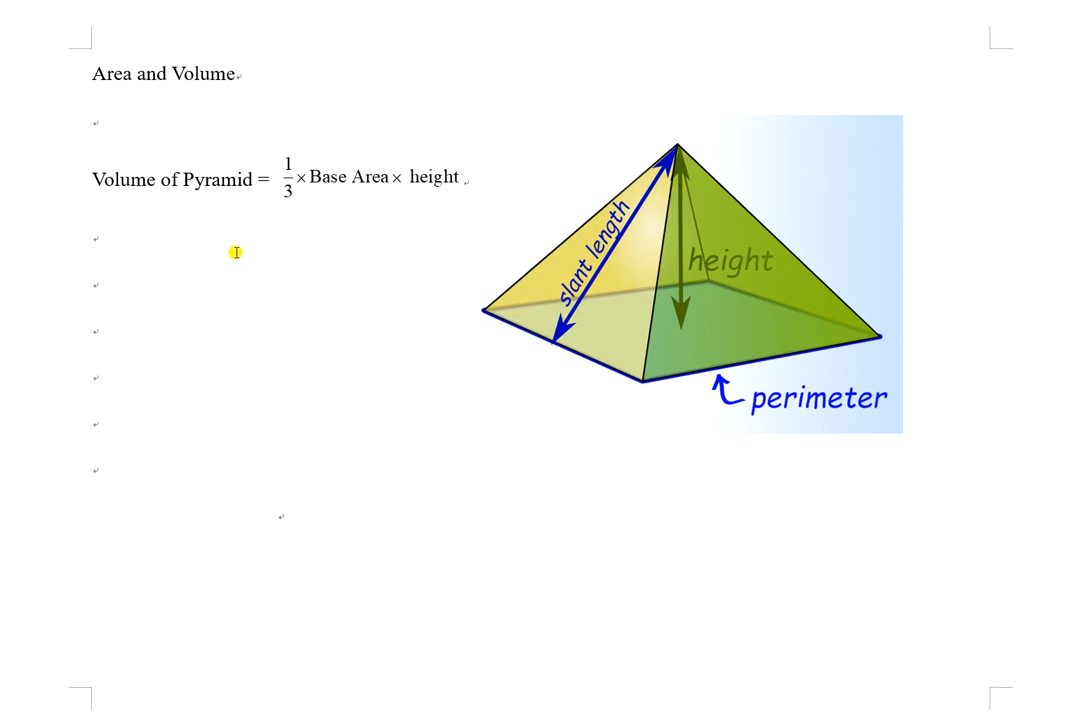 Area and Volume
Volume of Pyramid = 1/3 × Base Area × height
slant length
height
perimeter